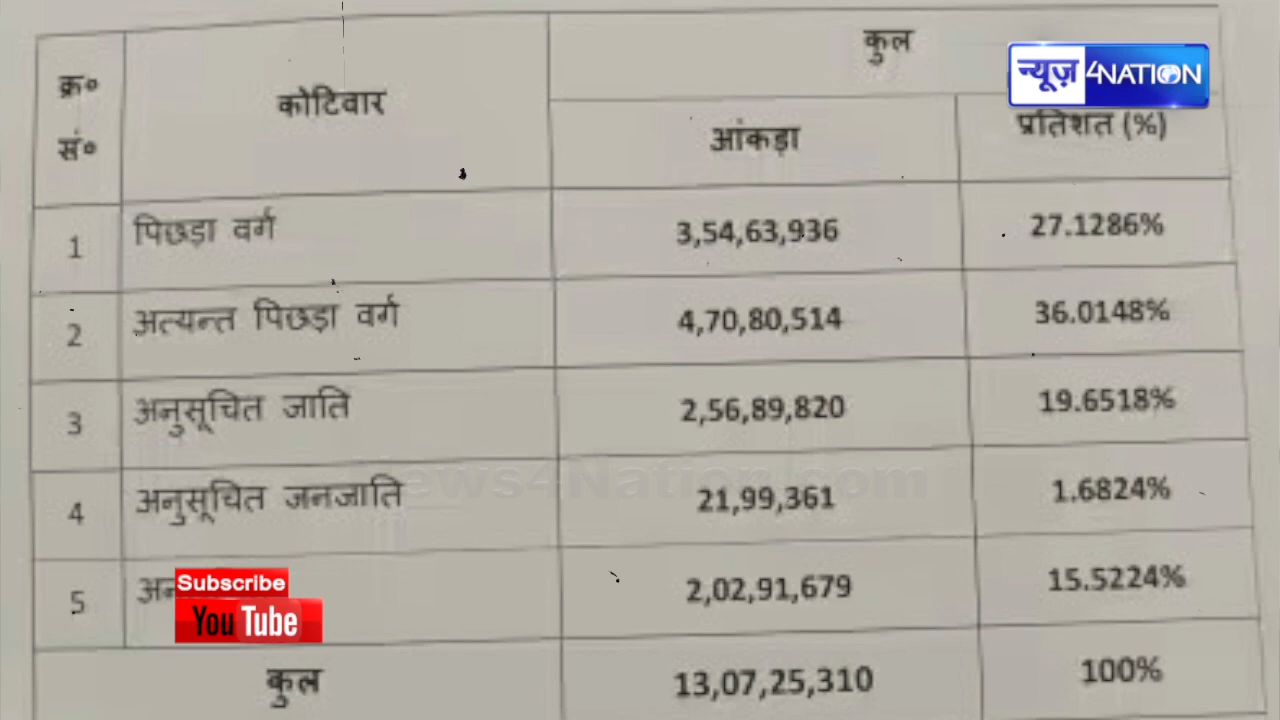 कुल
न्यूज़ 4NATION
क्र० सं० कोटिवार आंकड़ा प्रतिशत (%)
1 पिछड़ा वर्ग 3,54,63,936 27.1286%
2 अत्यन्त पिछड़ा वर्ग 4,70,80,514 36.0148%
3 अनुसूचित जाति 2,56,89,820 19.6518%
ews4Nation.com
4 अनुसूचित जनजाति 21,99,361 1.6824%
5 2,02,91,679 15.5224%
Subscribe
YouTube
कुल 13,07,25,310 100%